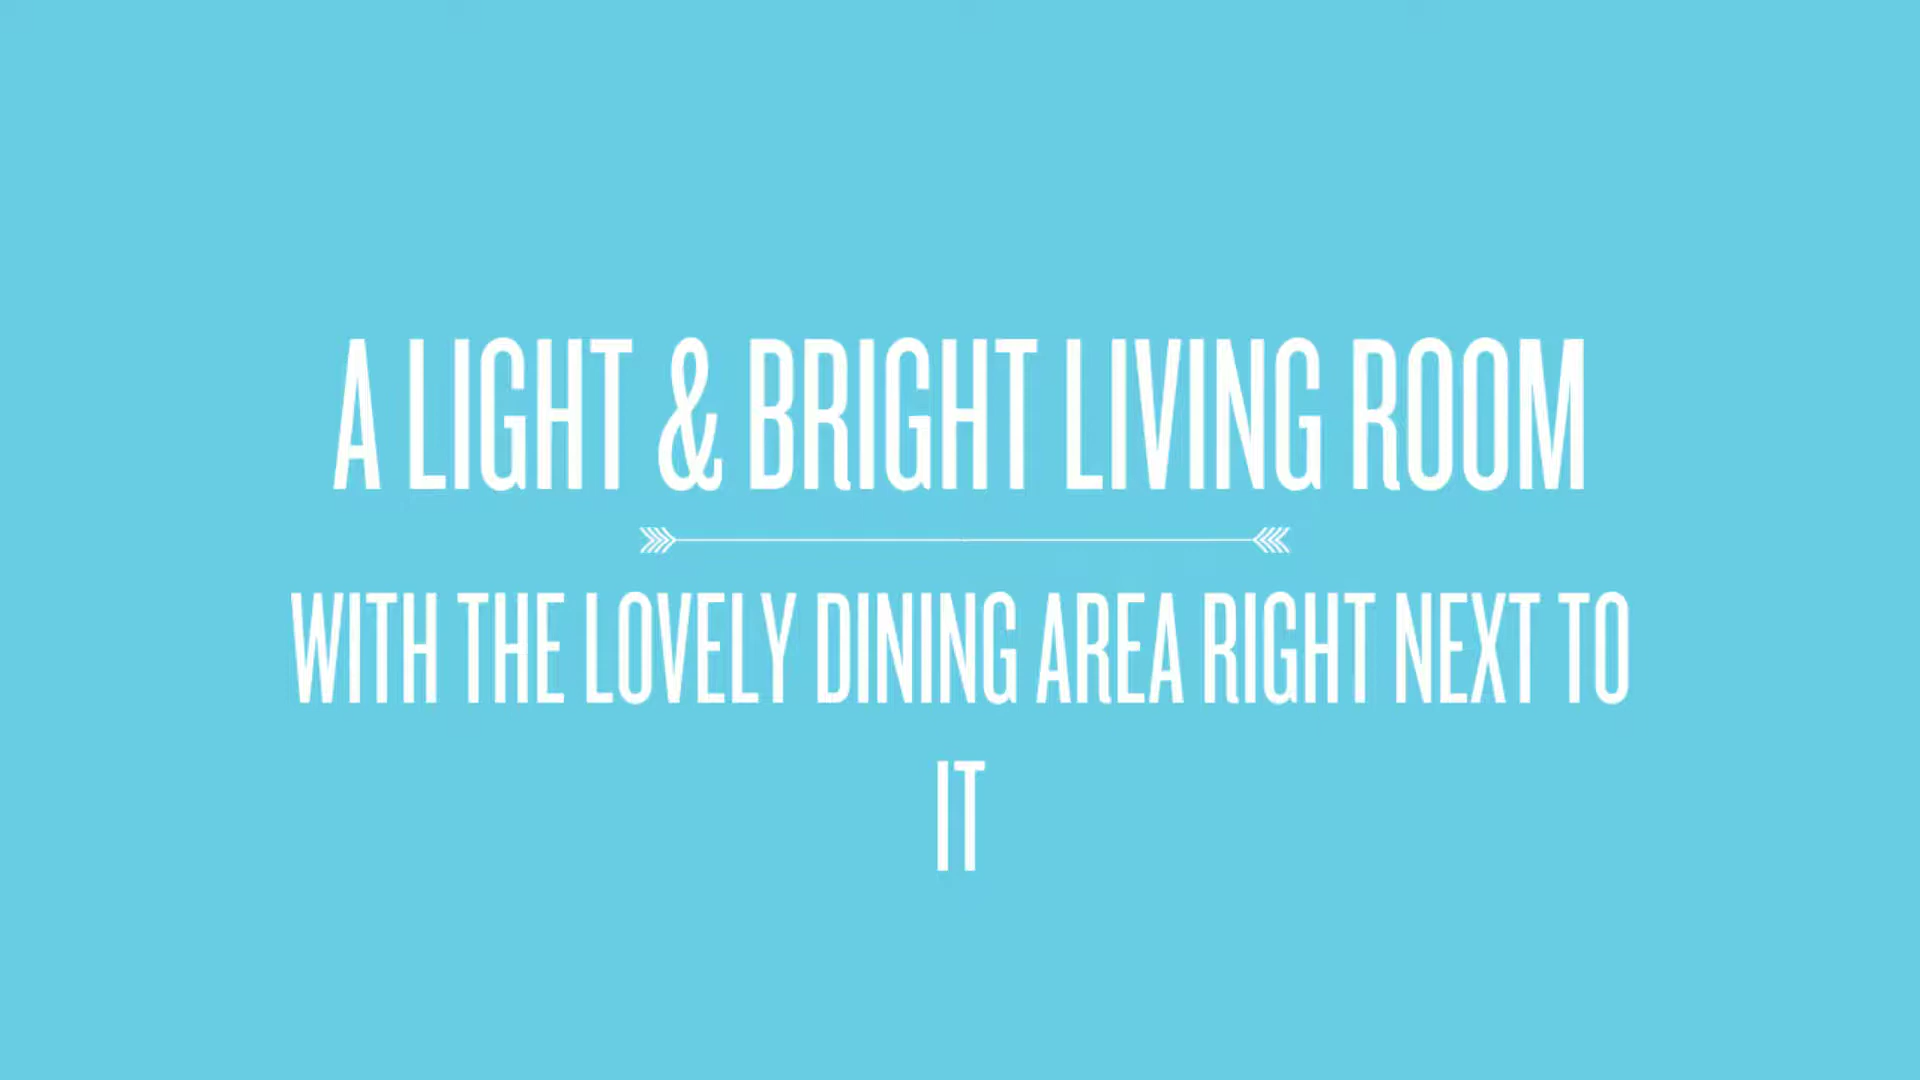 A LIGHT & BRIGHT LIVING ROOM
WITH THE LOVELY DINING AREA RIGHT NEXT TO
IT